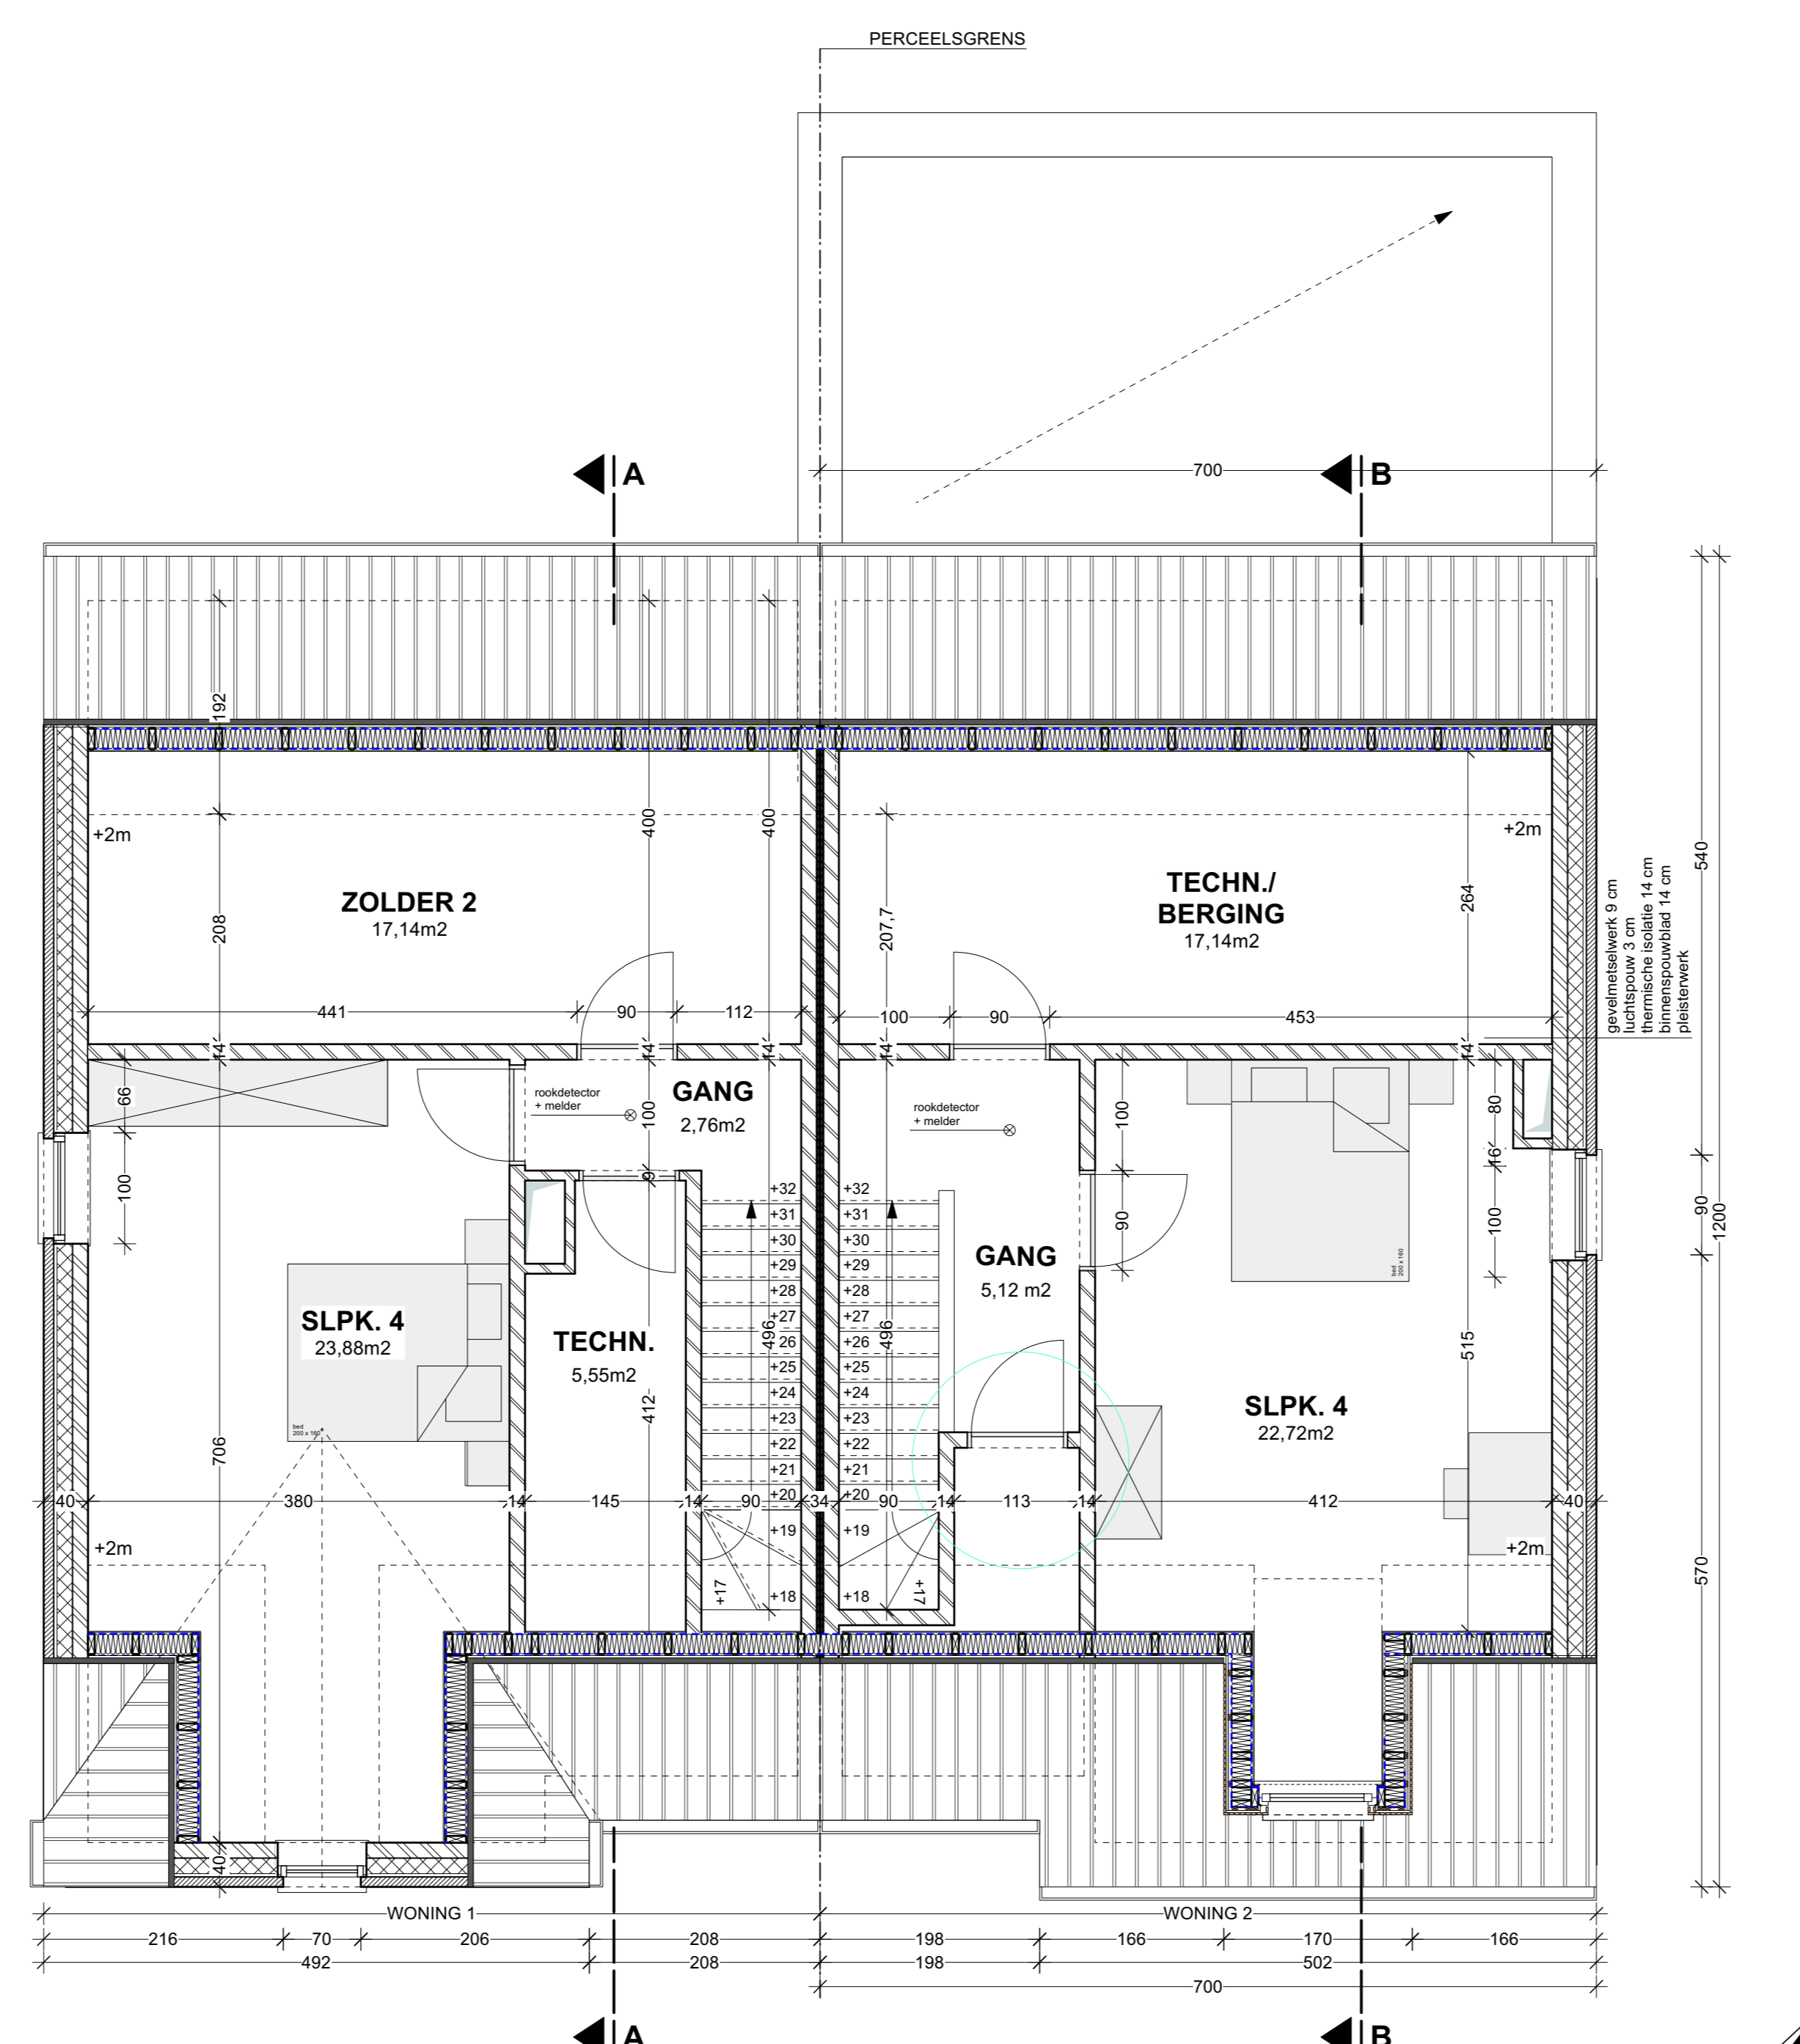 PERCEELSGRENS
700
A
B
192
400
400
540
1200
+2m
+2m
ZOLDER 2
17,14m2
208
TECHN./
BERGING
17,14m2
207,7
264
gevelmetselwerk 9 cm
luchtspouw 3 cm
thermische isolatie 14 cm
binnenspouwblad 14 cm
pleisterwerk
441
90
112
100
90
453
14
14
14
14
14
66
100
rookdetector
+ melder
GANG
2,76m2
100
9
rookdetector
+ melder
100
90
80
16
100
90
bed
200 x 160
+32
+31
+30
+29
+28
+27
+26
+25
+24
+23
+22
+21
+20
+19
+18
+17
496
+32
+31
+30
+29
+28
+27
+26
+25
+24
+23
+22
+21
+20
+19
+18
+17
496
GANG
5,12 m2
SLPK. 4
23,88m2
TECHN.
5,55m2
412
515
SLPK. 4
22,72m2
bed
200 x 160
706
570
40
380
14
145
14
90
34
90
14
113
14
412
40
+2m
+2m
40
WONING 1
WONING 2
216
70
206
208
198
166
170
166
492
208
198
502
700
A
B